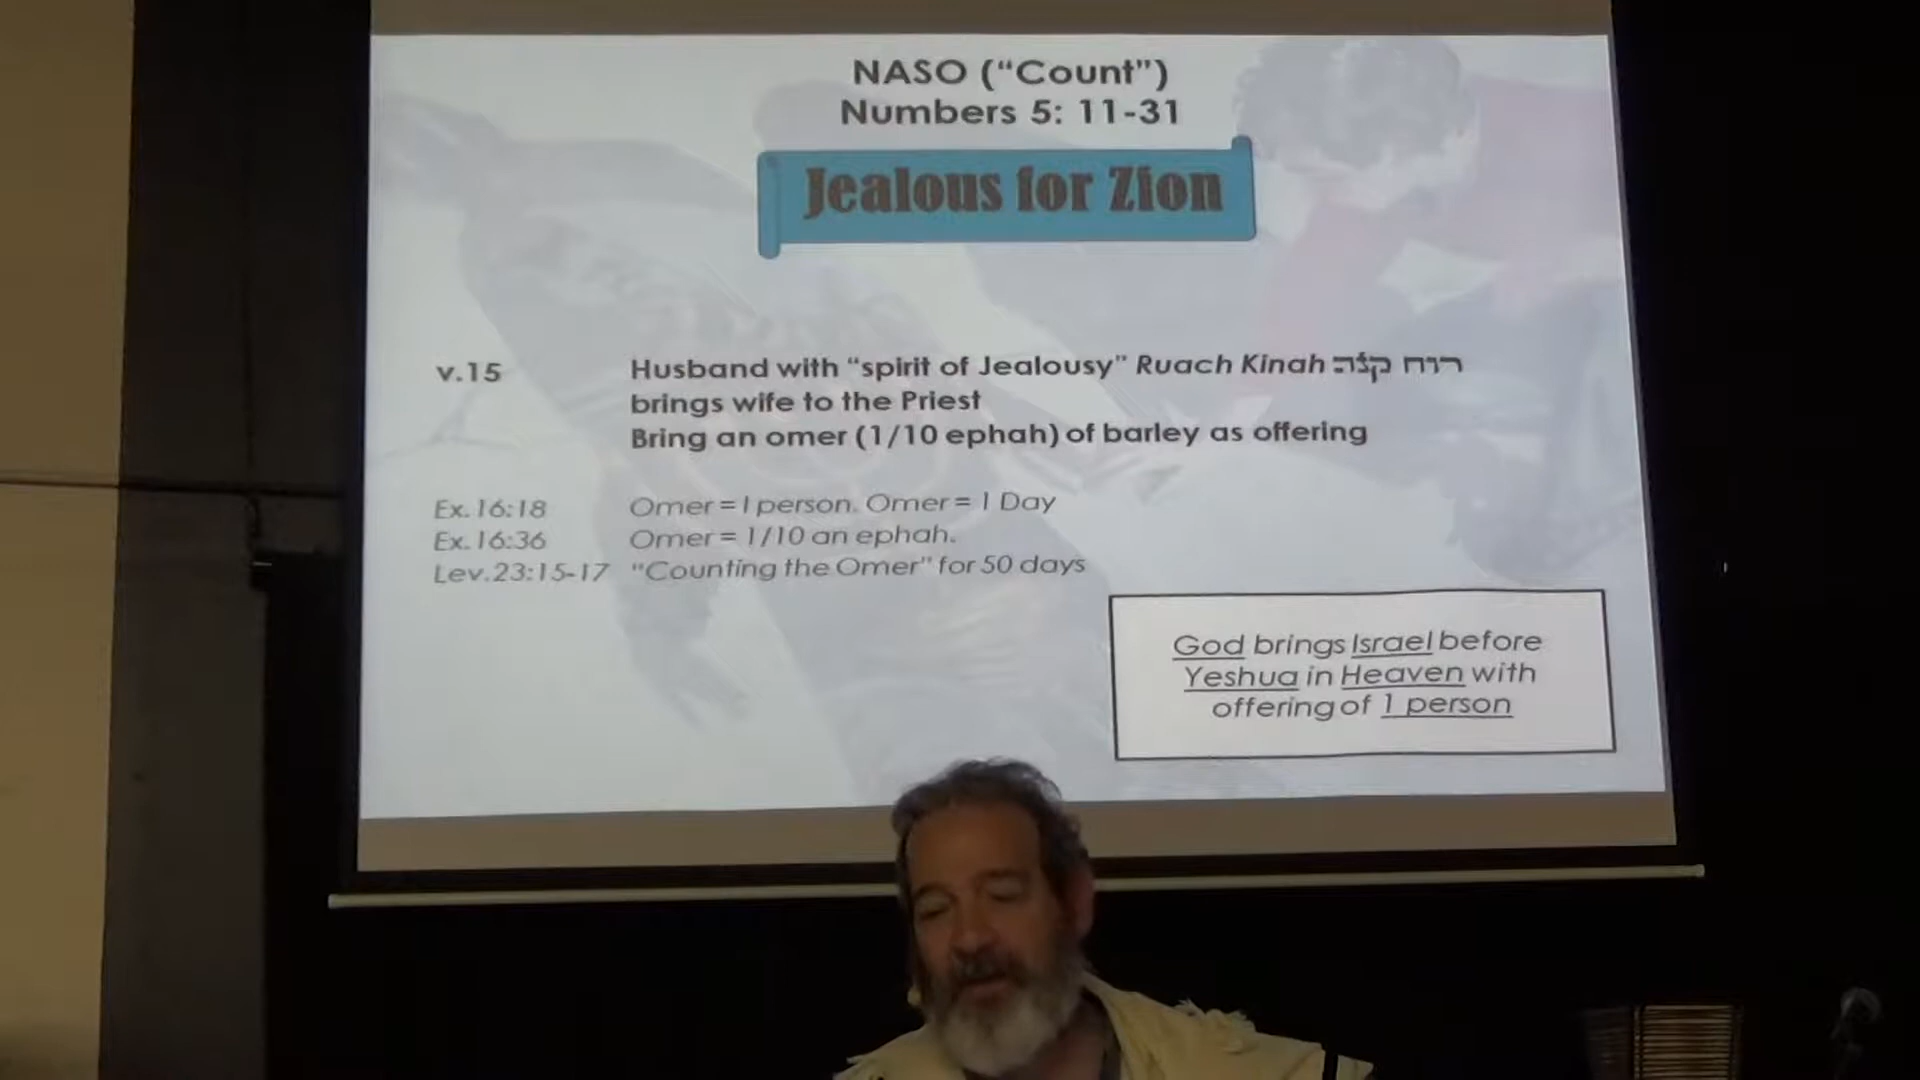 NASO (“Count”)
Numbers 5: 11-31
Jealous for Zion
v.15 Husband with “spirit of Jealousy” Ruach Kinah רוח קנאה
brings wife to the Priest
Bring an omer (1/10 ephah) of barley as offering
Ex.16:18 Omer = 1 person. Omer = 1 Day
Ex.16:36 Omer = 1/10 an ephah.
Lev.23:15-17 “Counting the Omer” for 50 days
God brings Israel before
Yeshua in Heaven with
offering of 1 person